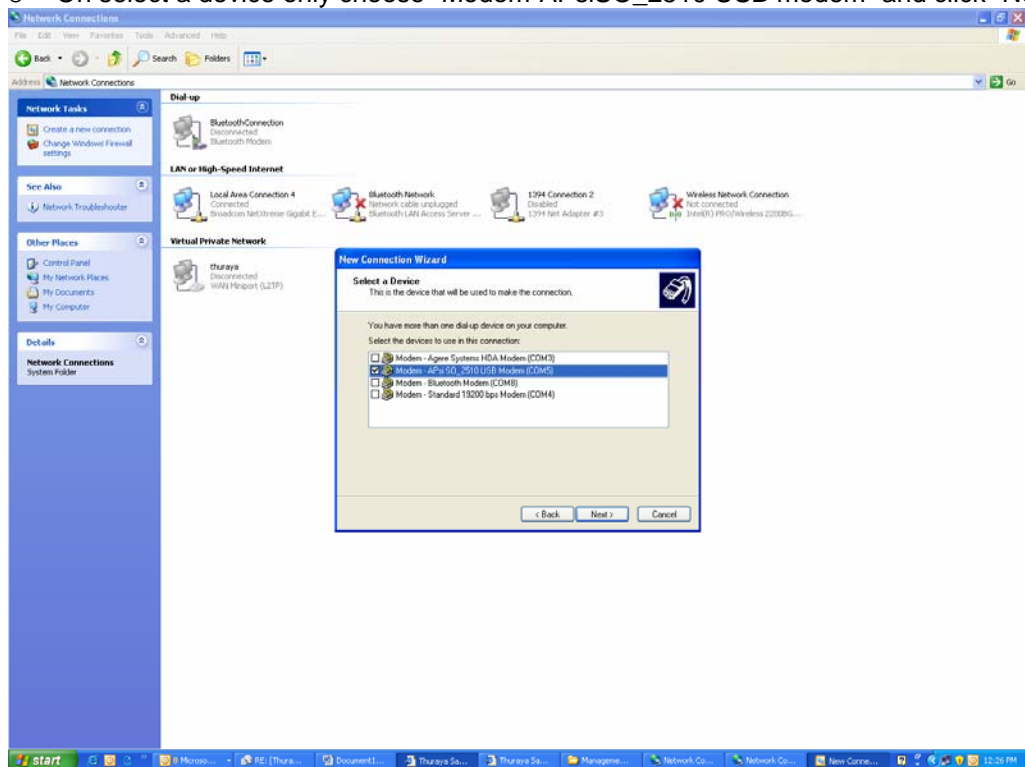 On select a device only choose "Modem-APsiSO_2510 USB modem" and click "Ne
Network Connections
File Edit View Favorites Tools Advanced Help
Back Search Folders
Address Network Connections Go
Network Tasks
Create a new connection
Change Windows Firewall
settings
See Also
Network Troubleshooter
Other Places
Control Panel
My Network Places
My Documents
My Computer
Details
Network Connections
System Folder
Dial-up
BluetoothConnection
Disconnected
Bluetooth Modem
LAN or High-Speed Internet
Local Area Connection 4
Connected
Broadcom NetXtreme Gigabit E...
Bluetooth Network
Network cable unplugged
Bluetooth LAN Access Server ...
1394 Connection 2
Disabled
1394 Net Adapter #3
Wireless Network Connection
Not connected
Intel(R) PRO/Wireless 2200BG...
Virtual Private Network
thuraya
Disconnected
WAN Miniport (L2TP)
New Connection Wizard
Select a Device
This is the device that will be used to make the connection.
You have more than one dial-up device on your computer.
Select the devices to use in this connection:
Modem - Agere Systems HDA Modem (COM3)
Modem - APsi SO_2510 USB Modem (COM5)
Modem - Bluetooth Modem (COM8)
Modem - Standard 19200 bps Modem (COM4)
< Back Next > Cancel
start 8 Microso... RE: [Thura... Document1... Thuraya Sa... Thuraya Sa... Manageme... Network Co... Network Co... New Conne... 12:26 PM